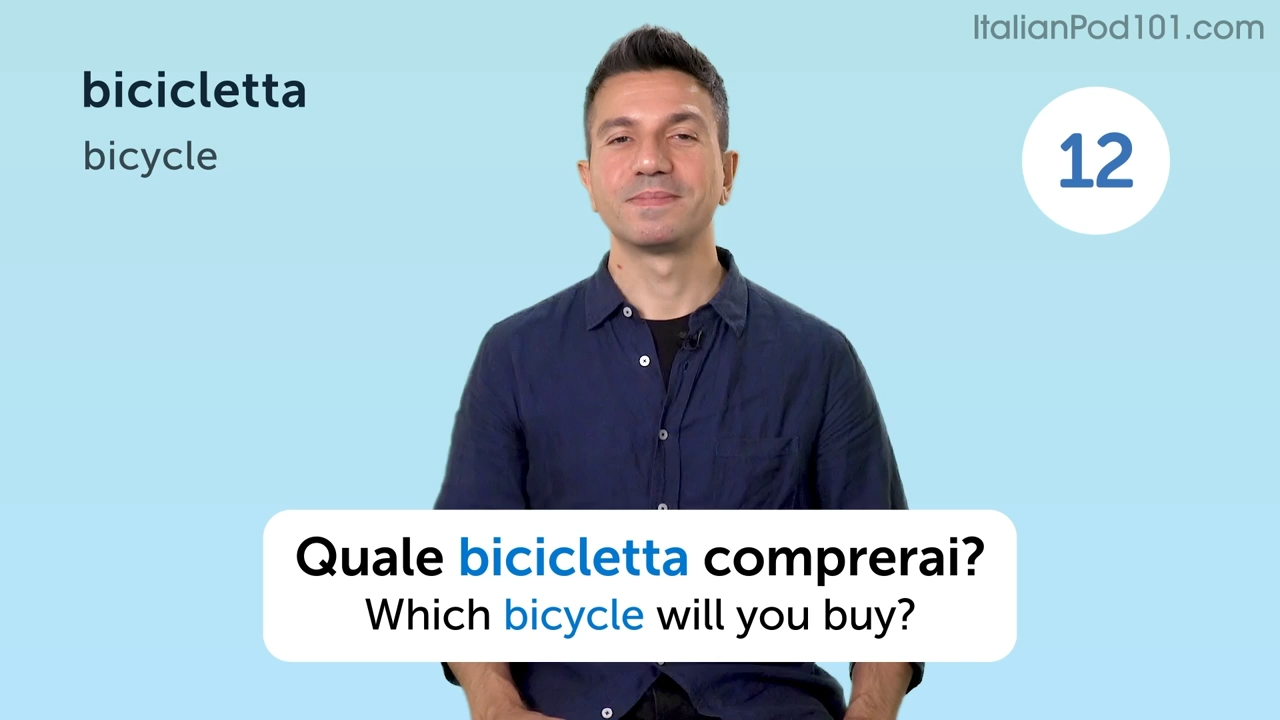 ItalianPod101.com
bicicletta
bicycle
12
Quale bicicletta comprerai?
Which bicycle will you buy?